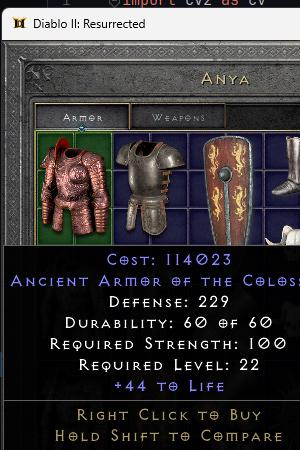 import cv2 as cv
Diablo II: Resurrected
Anya
Armor
Weapons
Cost: 114023
Ancient Armor of the
Defense: 229
Durability: 60 of 60
Required Strength: 100
Required Level: 22
+44 to Life
Right Click to Buy
Hold Shift to Compare